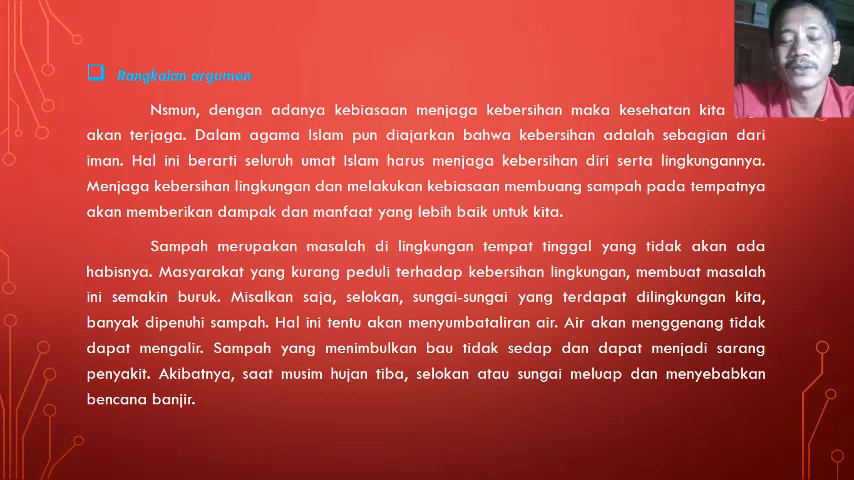 Rangkaian argumen
Nsmun, dengan adanya kebiasaan menjaga kebersihan maka kesehatan kita
akan terjaga. Dalam agama Islam pun diajarkan bahwa kebersihan adalah sebagian dari
iman. Hal ini berarti seluruh umat Islam harus menjaga kebersihan diri serta lingkungannya.
Menjaga kebersihan lingkungan dan melakukan kebiasaan membuang sampah pada tempatnya
akan memberikan dampak dan manfaat yang lebih baik untuk kita.
Sampah merupakan masalah di lingkungan tempat tinggal yang tidak akan ada
habisnya. Masyarakat yang kurang peduli terhadap kebersihan lingkungan, membuat masalah
ini semakin buruk. Misalkan saja, selokan, sungai-sungai yang terdapat dilingkungan kita,
banyak dipenuhi sampah. Hal ini tentu akan menyumbataliran air. Air akan menggenang tidak
dapat mengalir. Sampah yang menimbulkan bau tidak sedap dan dapat menjadi sarang
penyakit. Akibatnya, saat musim hujan tiba, selokan atau sungai meluap dan menyebabkan
bencana banjir.